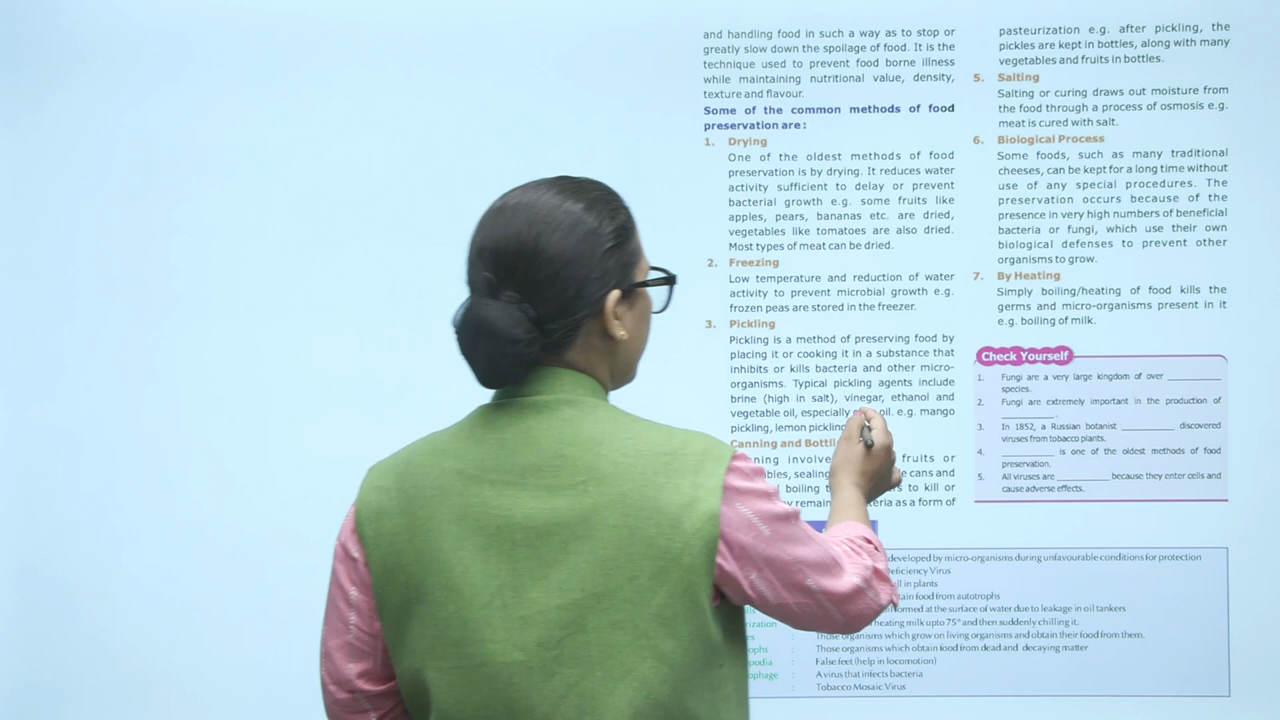 and handling food in such a way as to stop or
greatly slow down the spoilage of food. It is the
technique used to prevent food borne illness
while maintaining nutritional value, density,
texture and flavour.
Some of the common methods of food
preservation are :
1. Drying
One of the oldest methods of food
preservation is by drying. It reduces water
activity sufficient to delay or prevent
bacterial growth e.g. some fruits like
apples, pears, bananas etc. are dried,
vegetables like tomatoes are also dried.
Most types of meat can be dried.
2. Freezing
Low temperature and reduction of water
activity to prevent microbial growth e.g.
frozen peas are stored in the freezer.
3. Pickling
Pickling is a method of preserving food by
placing it or cooking it in a substance that
inhibits or kills bacteria and other micro-
organisms. Typical pickling agents include
brine (high in salt), vinegar, ethanol and
vegetable oil, especially oil. e.g. mango
pickling, lemon pickling
Canning and
fruits or
sealing cans and
boiling to kill or
as a form of
pasteurization e.g. after pickling, the
pickles are kept in bottles, along with many
vegetables and fruits in bottles.
5. Salting
Salting or curing draws out moisture from
the food through a process of osmosis e.g.
meat is cured with salt.
6. Biological Process
Some foods, such as many traditional
cheeses, can be kept for a long time without
use of any special procedures. The
preservation occurs because of the
presence in very high numbers of beneficial
bacteria or fungi, which use their own
biological defenses to prevent other
organisms to grow.
7. By Heating
Simply boiling/heating of food kills the
germs and micro-organisms present in it
e.g. boiling of milk.
Check Yourself
1. Fungi are a very large kingdom of over __________
species.
2. Fungi are extremely important in the production of
__________.
3. In 1852, a Russian botanist __________ discovered
viruses from tobacco plants.
4. __________ is one of the oldest methods of food
preservation.
5. All viruses are __________ because they enter cells and
cause adverse effects.
developed by micro-organisms during unfavourable conditions for protection
Virus
in plants
food from autotrophs
formed at the surface of water due to leakage in oil tankers
heating milk upto 75° and then suddenly chilling it.
: Those organisms which grow on living organisms and obtain their food from them.
: Those organisms which obtain food from dead and decaying matter
: False feet (help in locomotion)
: A virus that infects bacteria
: Tobacco Mosaic Virus